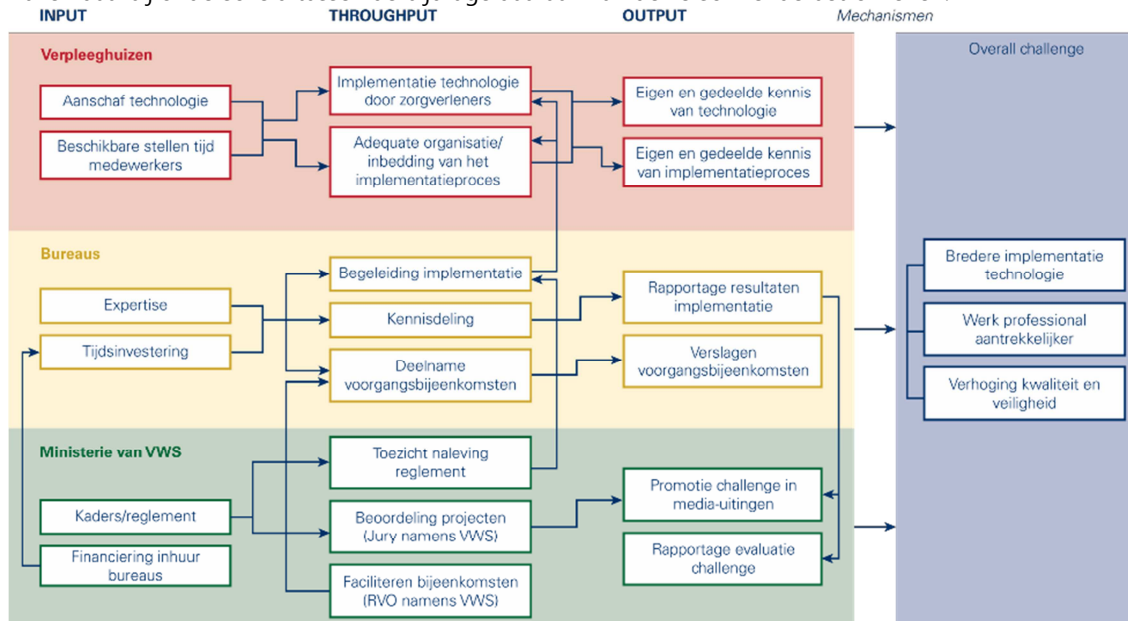 INPUT
THROUGHPUT
OUTPUT
Mechanismen
Verpleeghuizen
Aanschaf technologie
Beschikbare stellen tijd
medewerkers
Implementatie technologie
door zorgverleners
Adequate organisatie/
inbedding van het
implementatieproces
Eigen en gedeelde kennis
van technologie
Eigen en gedeelde kennis
van implementatieproces
Overall challenge
Bureaus
Expertise
Tijdsinvestering
Begeleiding implementatie
Kennisdeling
Deelname
voorgangsbijeenkomsten
Rapportage resultaten
implementatie
Verslagen
voorgangsbijeenkomsten
Bredere implementatie
technologie
Werk professional
aantrekkelijker
Verhoging kwaliteit en
veiligheid
Ministerie van VWS
Kaders/reglement
Financiering inhuur
bureaus
Toezicht naleving
reglement
Beoordeling projecten
(Jury namens VWS)
Faciliteren bijeenkomsten
(RVO namens VWS)
Promotie challenge in
media-uitingen
Rapportage evaluatie
challenge